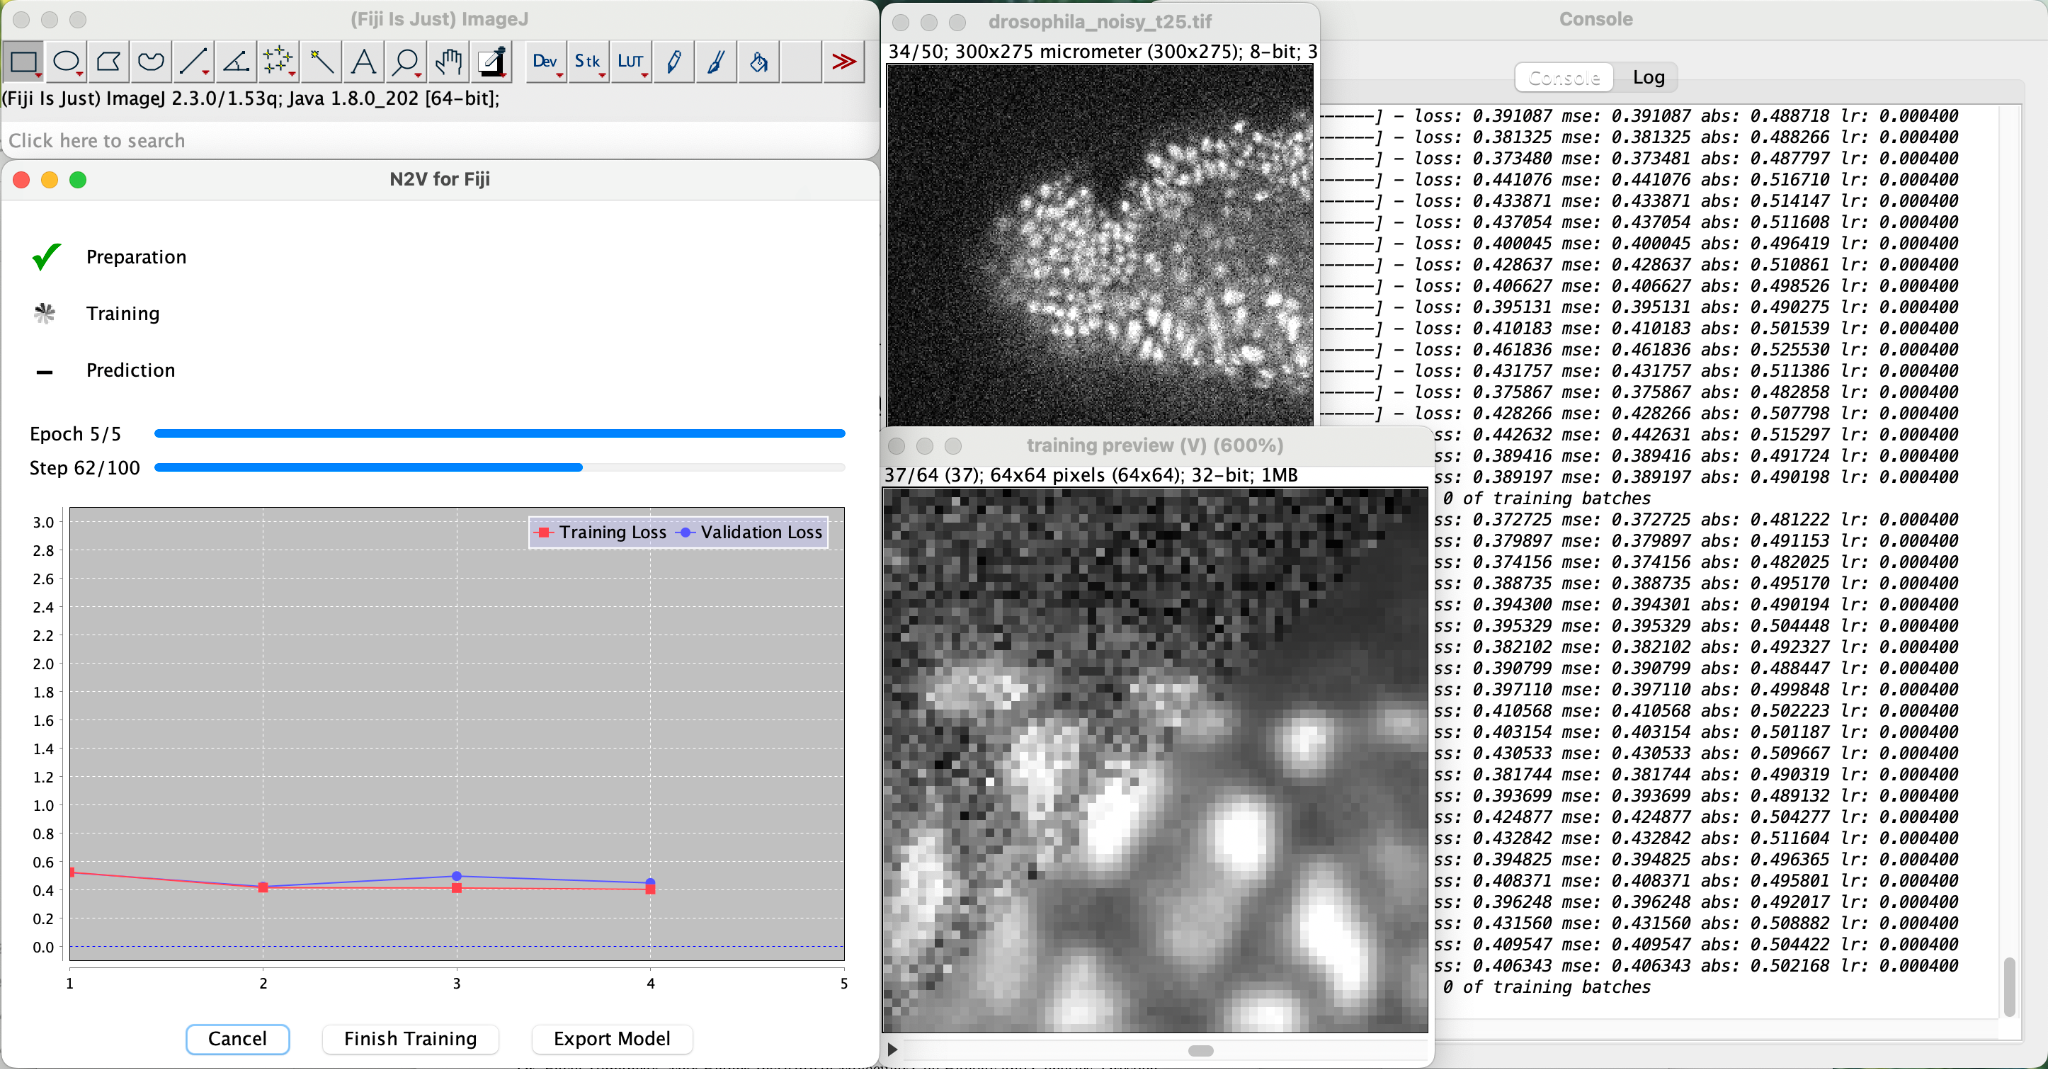 (Fiji Is Just) ImageJ
Dev Stk LUT
(Fiji Is Just) ImageJ 2.3.0/1.53q; Java 1.8.0_202 [64-bit];
Click here to search
N2V for Fiji
Preparation
Training
Prediction
Epoch 5/5
Step 62/100
Training Loss Validation Loss
3.0
2.8
2.6
2.4
2.2
2.0
1.8
1.6
1.4
1.2
1.0
0.8
0.6
0.4
0.2
0.0
1 2 3 4 5
Cancel Finish Training Export Model
drosophila_noisy_t25.tif
34/50; 300x275 micrometer (300x275); 8-bit; 3
training preview (V) (600%)
37/64 (37); 64x64 pixels (64x64); 32-bit; 1MB
Console
Console Log
------] - loss: 0.391087 mse: 0.391087 abs: 0.488718 lr: 0.000400
------] - loss: 0.381325 mse: 0.381325 abs: 0.488266 lr: 0.000400
------] - loss: 0.373480 mse: 0.373481 abs: 0.487797 lr: 0.000400
------] - loss: 0.441076 mse: 0.441076 abs: 0.516710 lr: 0.000400
------] - loss: 0.433871 mse: 0.433871 abs: 0.514147 lr: 0.000400
------] - loss: 0.437054 mse: 0.437054 abs: 0.511608 lr: 0.000400
------] - loss: 0.400045 mse: 0.400045 abs: 0.496419 lr: 0.000400
------] - loss: 0.428637 mse: 0.428637 abs: 0.510861 lr: 0.000400
------] - loss: 0.406627 mse: 0.406627 abs: 0.498526 lr: 0.000400
------] - loss: 0.395131 mse: 0.395131 abs: 0.490275 lr: 0.000400
------] - loss: 0.410183 mse: 0.410183 abs: 0.501539 lr: 0.000400
------] - loss: 0.461836 mse: 0.461836 abs: 0.525530 lr: 0.000400
------] - loss: 0.431757 mse: 0.431757 abs: 0.511386 lr: 0.000400
------] - loss: 0.375867 mse: 0.375867 abs: 0.482858 lr: 0.000400
------] - loss: 0.428266 mse: 0.428266 abs: 0.507798 lr: 0.000400
ss: 0.442632 mse: 0.442631 abs: 0.515297 lr: 0.000400
ss: 0.389416 mse: 0.389416 abs: 0.491724 lr: 0.000400
ss: 0.389197 mse: 0.389197 abs: 0.490198 lr: 0.000400
0 of training batches
ss: 0.372725 mse: 0.372725 abs: 0.481222 lr: 0.000400
ss: 0.379897 mse: 0.379897 abs: 0.491153 lr: 0.000400
ss: 0.374156 mse: 0.374156 abs: 0.482025 lr: 0.000400
ss: 0.388735 mse: 0.388735 abs: 0.495170 lr: 0.000400
ss: 0.394300 mse: 0.394301 abs: 0.490194 lr: 0.000400
ss: 0.395329 mse: 0.395329 abs: 0.504448 lr: 0.000400
ss: 0.382102 mse: 0.382102 abs: 0.492327 lr: 0.000400
ss: 0.390799 mse: 0.390799 abs: 0.488447 lr: 0.000400
ss: 0.397110 mse: 0.397110 abs: 0.499848 lr: 0.000400
ss: 0.410568 mse: 0.410568 abs: 0.502223 lr: 0.000400
ss: 0.403154 mse: 0.403154 abs: 0.501187 lr: 0.000400
ss: 0.430533 mse: 0.430533 abs: 0.509667 lr: 0.000400
ss: 0.381744 mse: 0.381744 abs: 0.490319 lr: 0.000400
ss: 0.393699 mse: 0.393699 abs: 0.489132 lr: 0.000400
ss: 0.424877 mse: 0.424877 abs: 0.504277 lr: 0.000400
ss: 0.432842 mse: 0.432842 abs: 0.511604 lr: 0.000400
ss: 0.394825 mse: 0.394825 abs: 0.496365 lr: 0.000400
ss: 0.408371 mse: 0.408371 abs: 0.495801 lr: 0.000400
ss: 0.396248 mse: 0.396248 abs: 0.492017 lr: 0.000400
ss: 0.431560 mse: 0.431560 abs: 0.508882 lr: 0.000400
ss: 0.409547 mse: 0.409547 abs: 0.504422 lr: 0.000400
ss: 0.406343 mse: 0.406343 abs: 0.502168 lr: 0.000400
0 of training batches